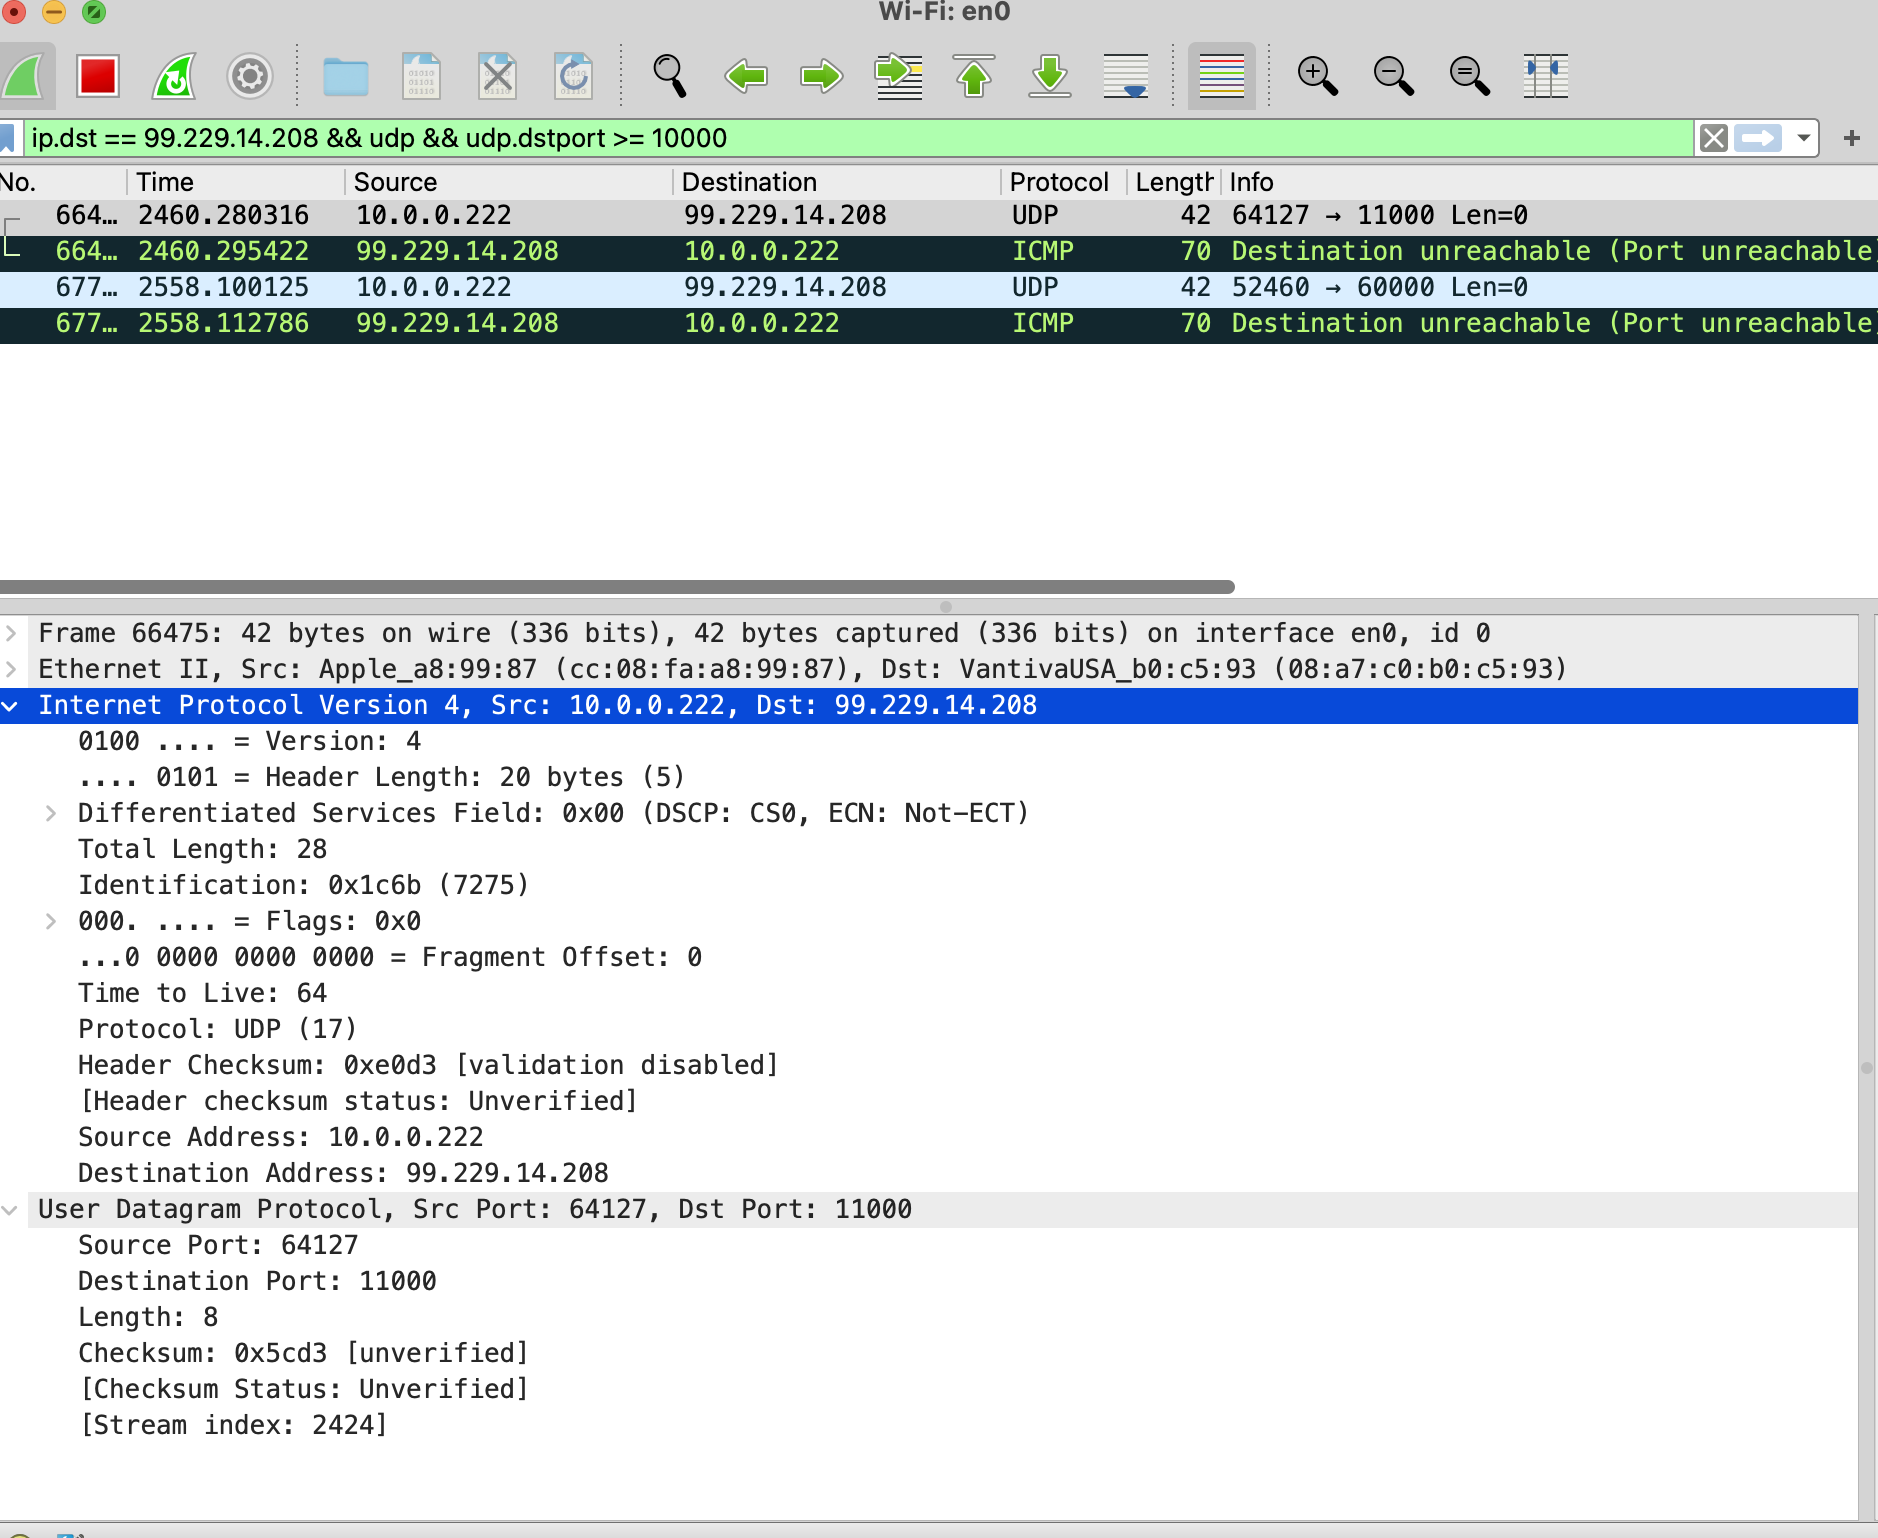 Wi-Fi: en0
ip.dst == 99.229.14.208 && udp && udp.dstport >= 10000
No. Time Source Destination Protocol Length Info
664… 2460.280316 10.0.0.222 99.229.14.208 UDP 42 64127 → 11000 Len=0
664… 2460.295422 99.229.14.208 10.0.0.222 ICMP 70 Destination unreachable (Port unreachable)
677… 2558.100125 10.0.0.222 99.229.14.208 UDP 42 52460 → 60000 Len=0
677… 2558.112786 99.229.14.208 10.0.0.222 ICMP 70 Destination unreachable (Port unreachable)
Frame 66475: 42 bytes on wire (336 bits), 42 bytes captured (336 bits) on interface en0, id 0
Ethernet II, Src: Apple_a8:99:87 (cc:08:fa:a8:99:87), Dst: VantivaUSA_b0:c5:93 (08:a7:c0:b0:c5:93)
Internet Protocol Version 4, Src: 10.0.0.222, Dst: 99.229.14.208
0100 .... = Version: 4
.... 0101 = Header Length: 20 bytes (5)
Differentiated Services Field: 0x00 (DSCP: CS0, ECN: Not-ECT)
Total Length: 28
Identification: 0x1c6b (7275)
000. .... = Flags: 0x0
...0 0000 0000 0000 = Fragment Offset: 0
Time to Live: 64
Protocol: UDP (17)
Header Checksum: 0xe0d3 [validation disabled]
[Header checksum status: Unverified]
Source Address: 10.0.0.222
Destination Address: 99.229.14.208
User Datagram Protocol, Src Port: 64127, Dst Port: 11000
Source Port: 64127
Destination Port: 11000
Length: 8
Checksum: 0x5cd3 [unverified]
[Checksum Status: Unverified]
[Stream index: 2424]